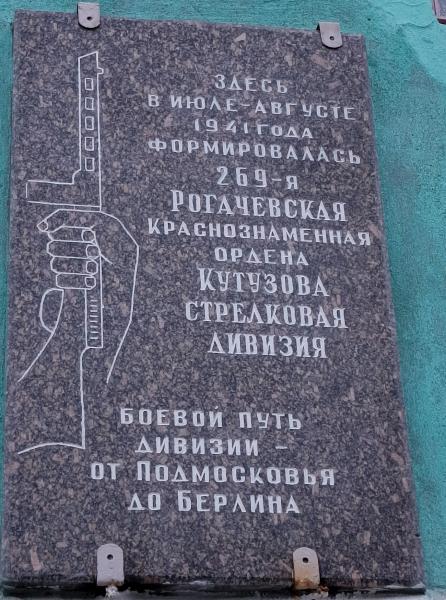 ЗДЕСЬ
В ИЮЛЕ-АВГУСТЕ
1941 ГОДА
ФОРМИРОВАЛАСЬ
269-Я
РОГАЧЕВСКАЯ
КРАСНОЗНАМЕННАЯ
ОРДЕНА
КУТУЗОВА
СТРЕЛКОВАЯ
ДИВИЗИЯ
БОЕВОЙ ПУТЬ
ДИВИЗИИ –
ОТ ПОДМОСКОВЬЯ
ДО БЕРЛИНА